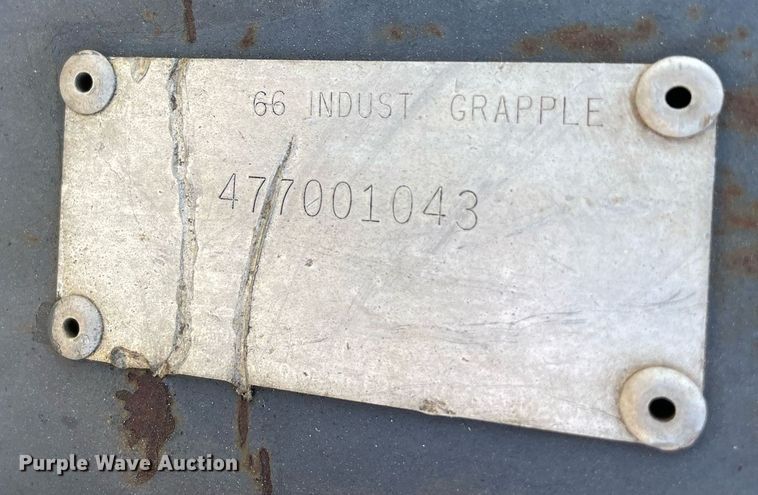 66 INDUST. GRAPPLE
477001043
Purple Wave Auction